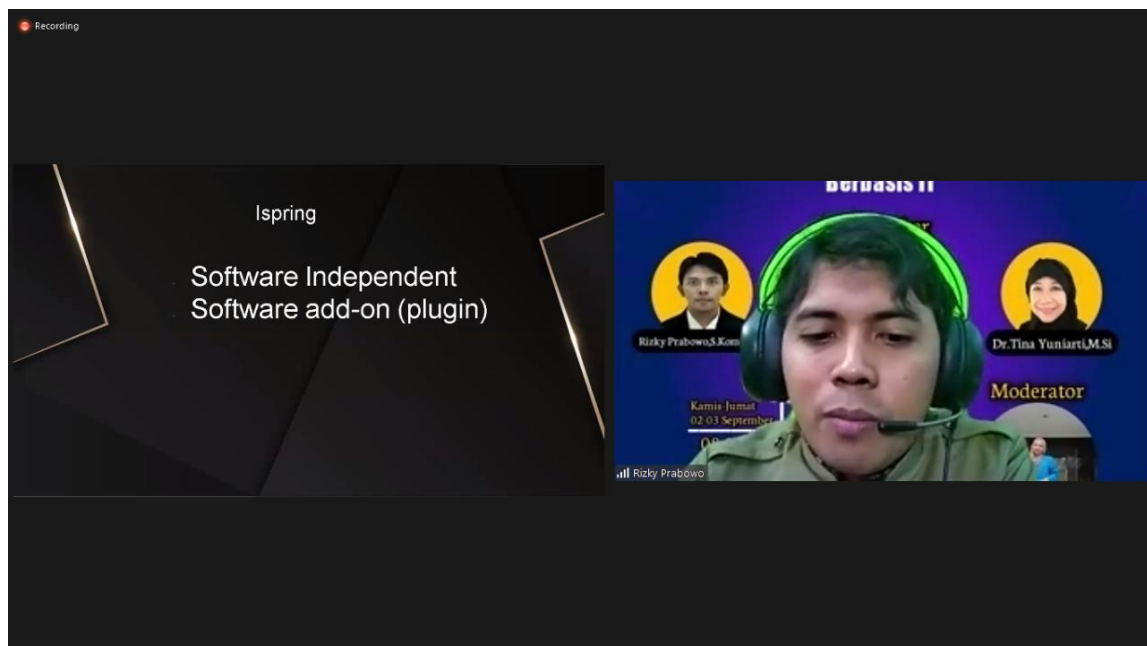 Recording
Ispring
Software Independent
Software add-on (plugin)
Berbasis IT
Rizky Prabowo,S.Kom
Dr.Tina Yuniarti,M.Si
Moderator
Kamis-Jumat
02-03 September
Rizky Prabowo